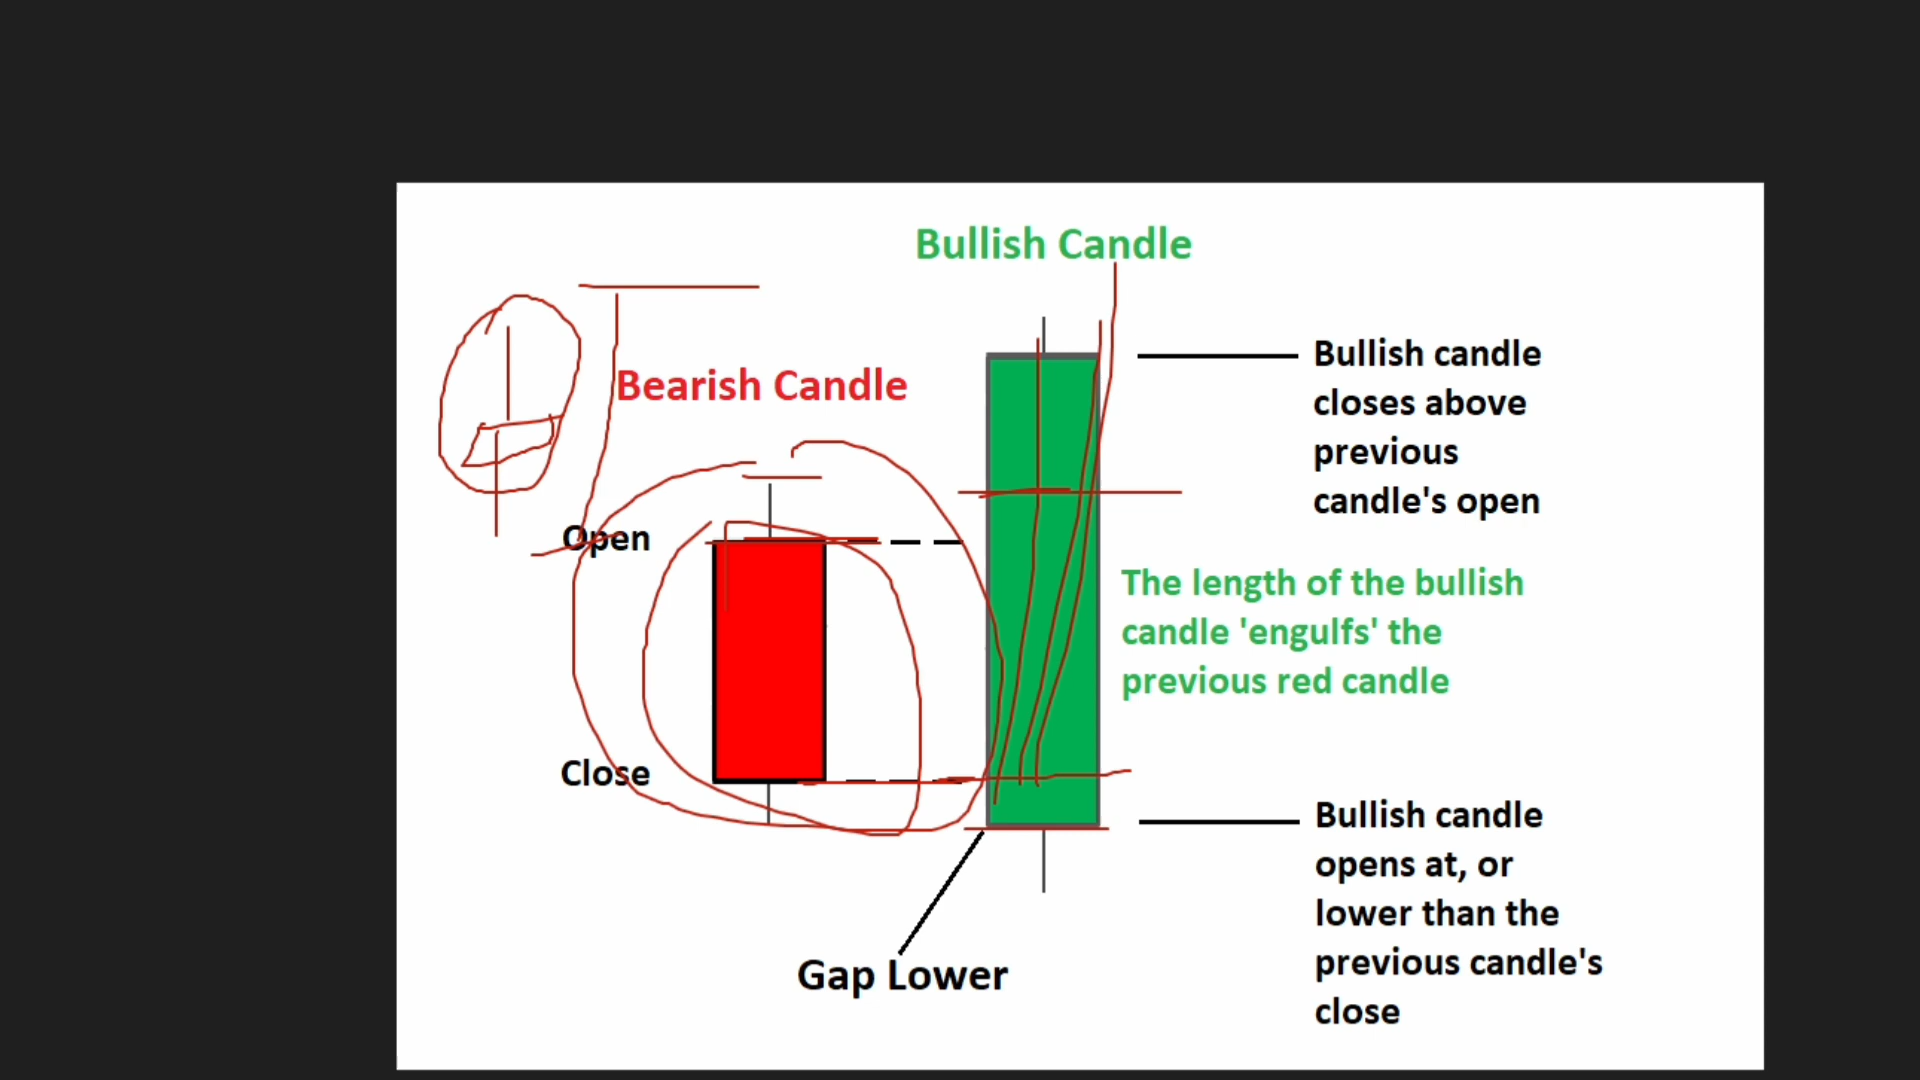 Bullish Candle
Bearish Candle
Bullish candle
closes above
previous
candle's open
Open
The length of the bullish
candle 'engulfs' the
previous red candle
Close
Bullish candle
opens at, or
lower than the
previous candle's
close
Gap Lower